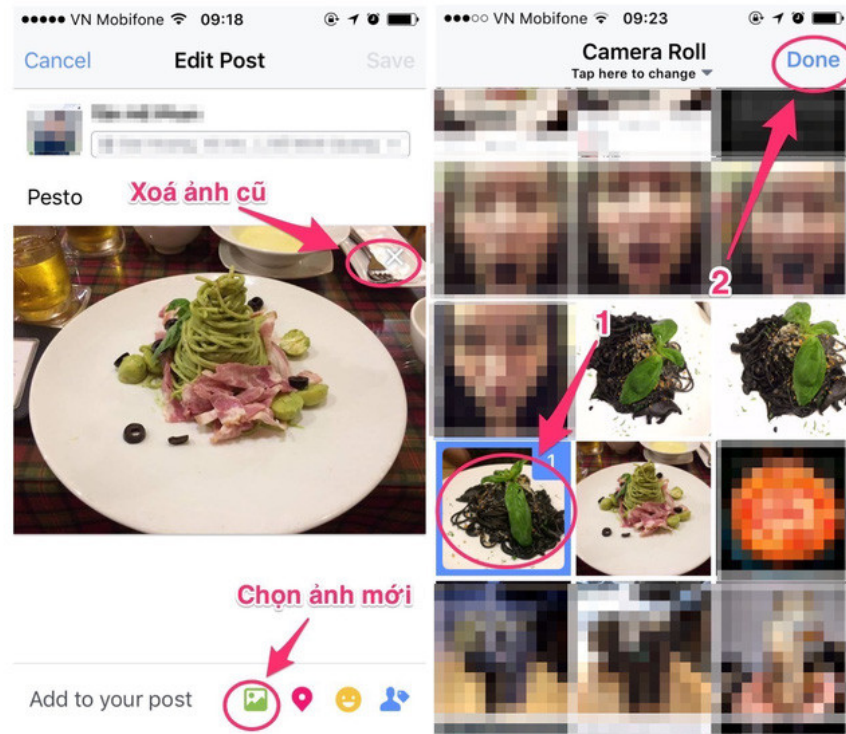 VN Mobifone 09:18
Cancel Edit Post Save
Pesto
Xoá ảnh cũ
Chọn ảnh mới
Add to your post
VN Mobifone 09:23
Camera Roll
Tap here to change
Done
2
1
1